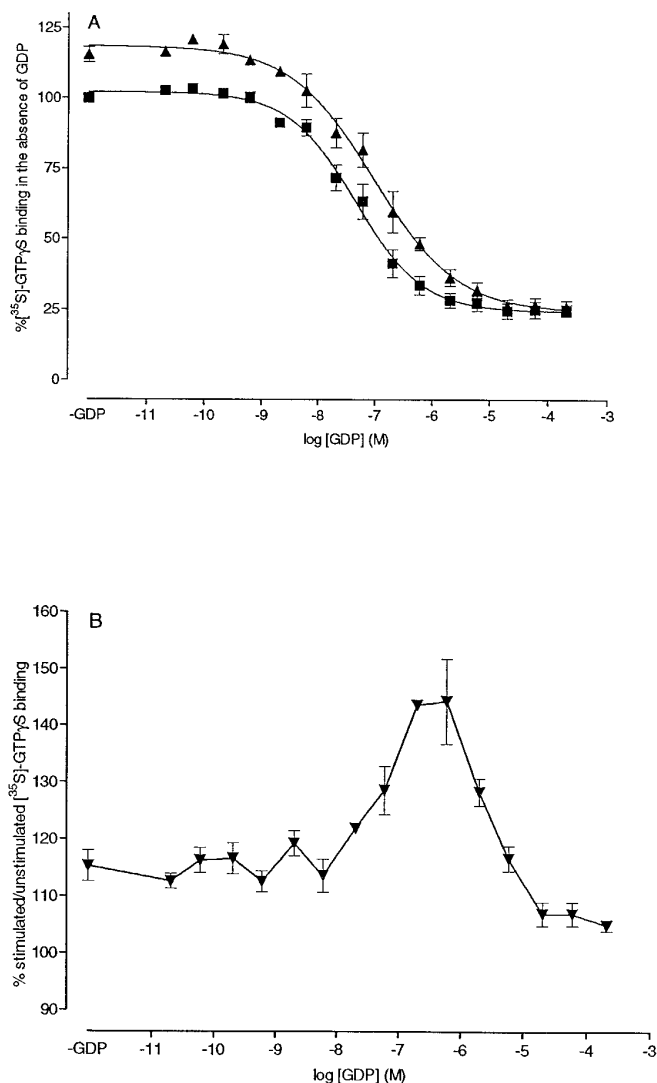 A
%[³⁵S]-GTPγS binding in the absence of GDP
125
100
75
50
25
0
-GDP -11 -10 -9 -8 -7 -6 -5 -4 -3
log [GDP] (M)
B
% stimulated/unstimulated [³⁵S]-GTPγS binding
160
150
140
130
120
110
100
90
-GDP -11 -10 -9 -8 -7 -6 -5 -4 -3
log [GDP] (M)